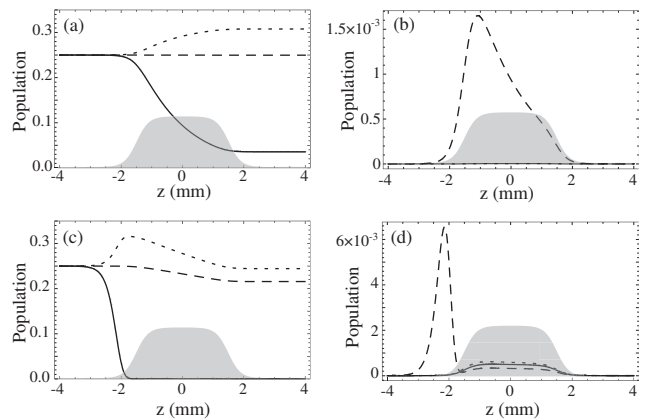 (a)
Population
0.3
0.2
0.1
0.0
-4 -2 0 2 4
z (mm)
(b)
Population
1.5×10⁻³
1
0.5
0
-4 -2 0 2 4
z (mm)
(c)
Population
0.3
0.2
0.1
0.0
-4 -2 0 2 4
z (mm)
(d)
Population
6×10⁻³
4
2
0
-4 -2 0 2 4
z (mm)